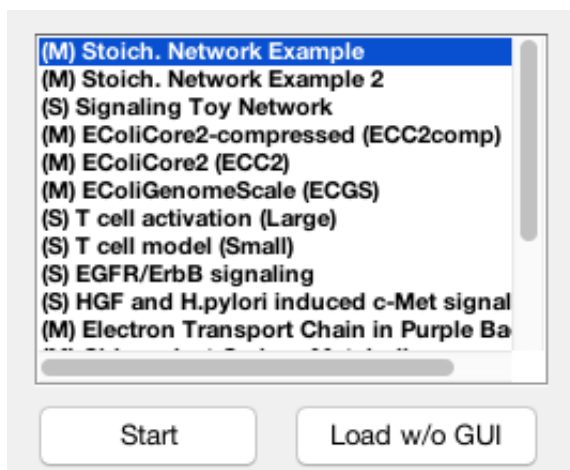 (M) Stoich. Network Example
(M) Stoich. Network Example 2
(S) Signaling Toy Network
(M) EColiCore2-compressed (ECC2comp)
(M) EColiCore2 (ECC2)
(M) EColiGenomeScale (ECGS)
(S) T cell activation (Large)
(S) T cell model (Small)
(S) EGFR/ErbB signaling
(S) HGF and H.pylori induced c-Met signal
(M) Electron Transport Chain in Purple Ba
Start
Load w/o GUI